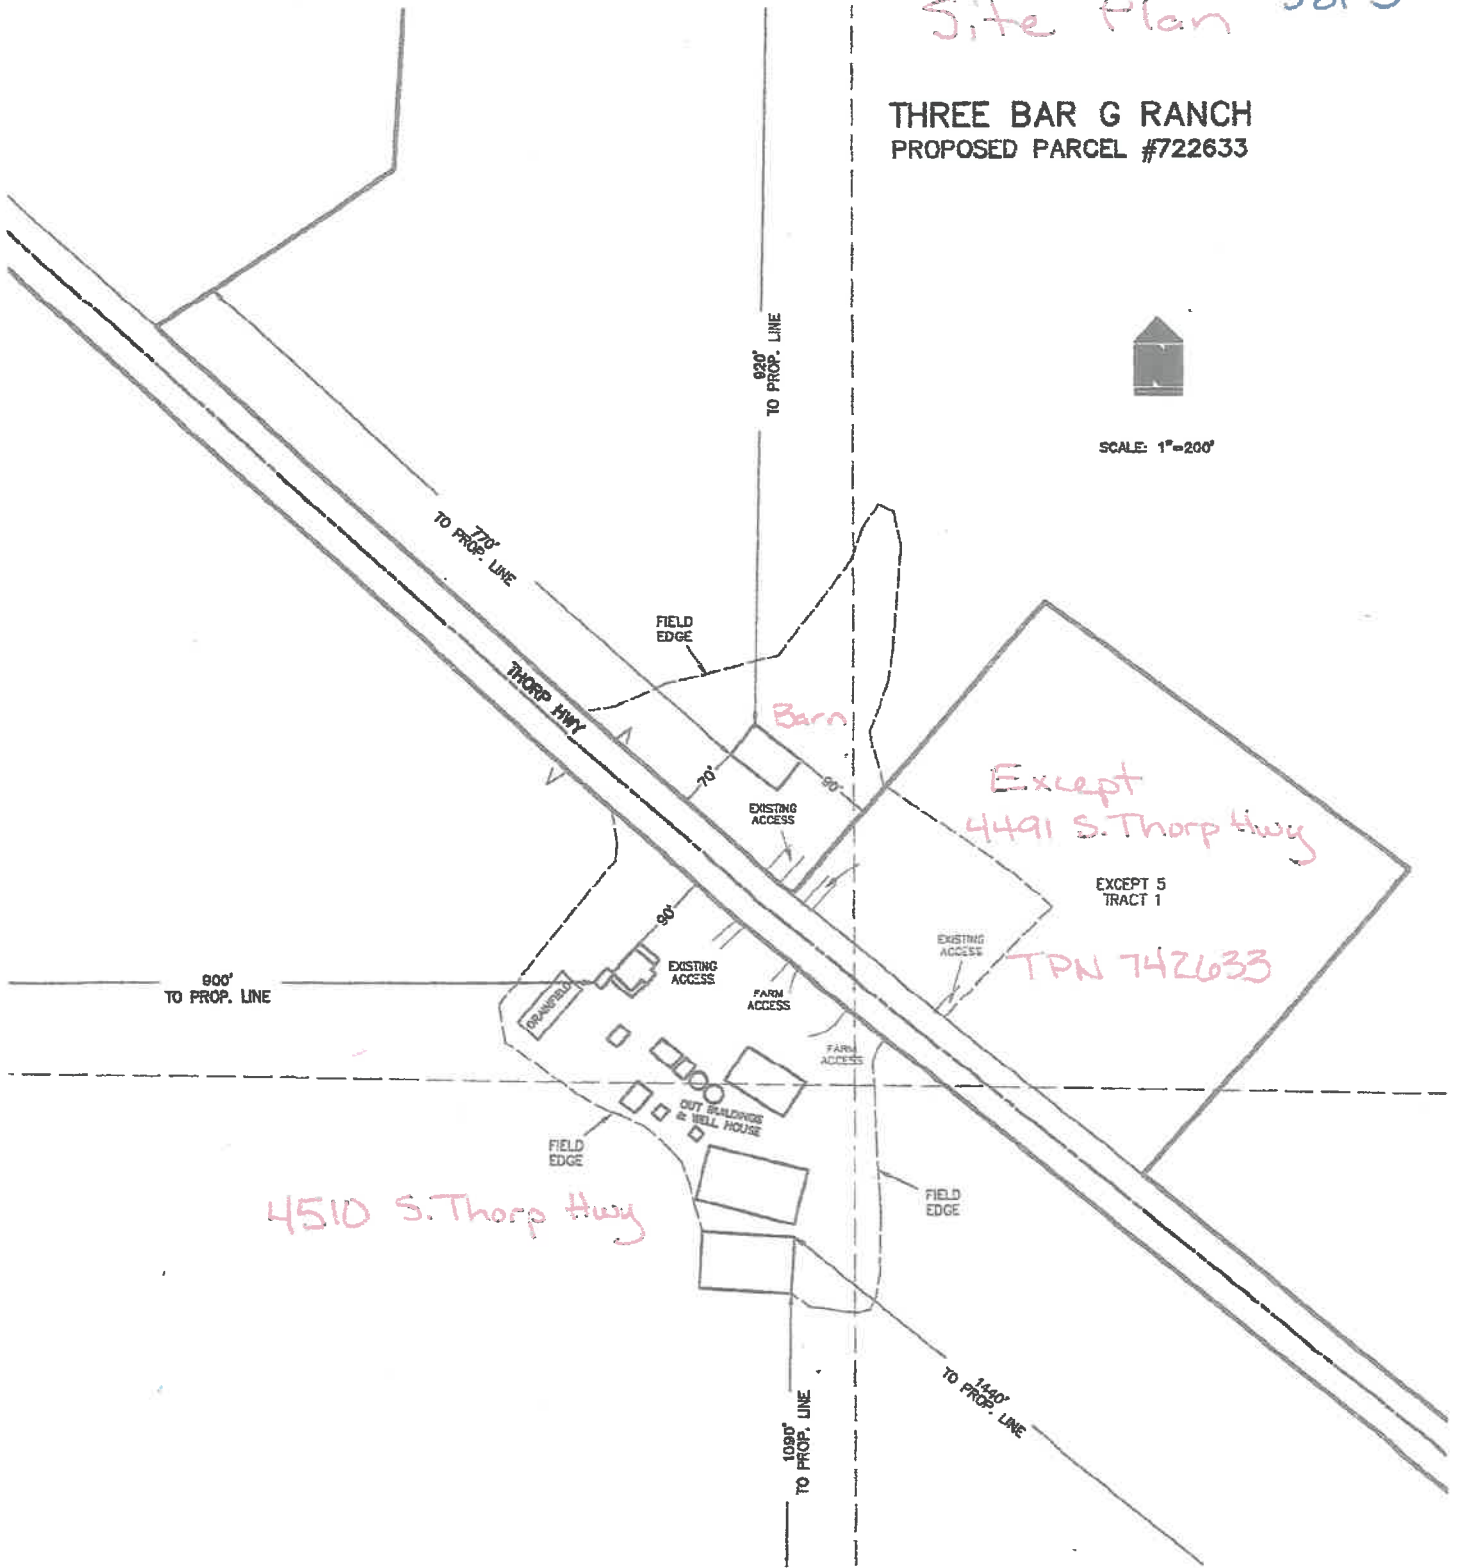 Site Plan
THREE BAR G RANCH
PROPOSED PARCEL #722633
N
SCALE: 1"=200'
920'
TO PROP. LINE
770'
TO PROP. LINE
FIELD
EDGE
THORP HWY
Barn
70'
90'
EXISTING
ACCESS
Except
4491 S. Thorp Hwy
EXCEPT 5
TRACT 1
TPN 742633
EXISTING
ACCESS
90'
EXISTING
ACCESS
FARM
ACCESS
FARM
ACCESS
900'
TO PROP. LINE
DRAINFIELD
OUT BUILDINGS
& WELL HOUSE
FIELD
EDGE
4510 S. Thorp Hwy
FIELD
EDGE
1440'
TO PROP. LINE
1090'
TO PROP. LINE